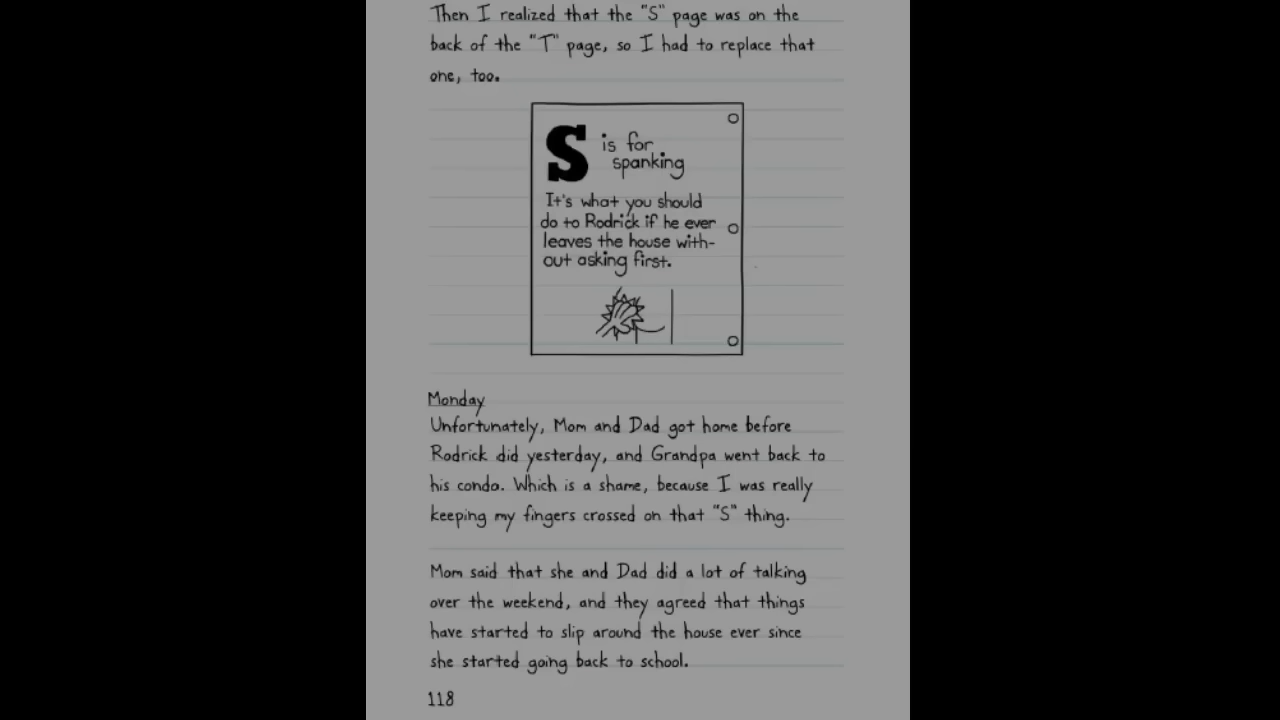 Then I realized that the "S" page was on the
back of the "T" page, so I had to replace that
one, too.
S is for
spanking
It's what you should
do to Rodrick if he ever
leaves the house with-
out asking first.
Monday
Unfortunately, Mom and Dad got home before
Rodrick did yesterday, and Grandpa went back to
his condo. Which is a shame, because I was really
keeping my fingers crossed on that "S" thing.
Mom said that she and Dad did a lot of talking
over the weekend, and they agreed that things
have started to slip around the house ever since
she started going back to school.
118